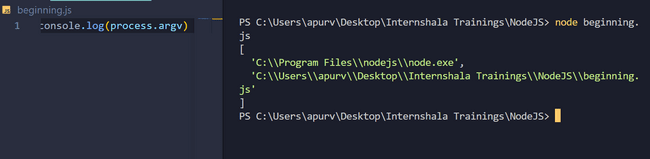 JS beginning.js
1 console.log(process.argv)
PS C:\Users\apurv\Desktop\Internshala Trainings\NodeJS> node beginning.
js
[
'C:\\Program Files\\nodejs\\node.exe',
'C:\\Users\\apurv\\Desktop\\Internshala Trainings\\NodeJS\\beginning.
js'
]
PS C:\Users\apurv\Desktop\Internshala Trainings\NodeJS>